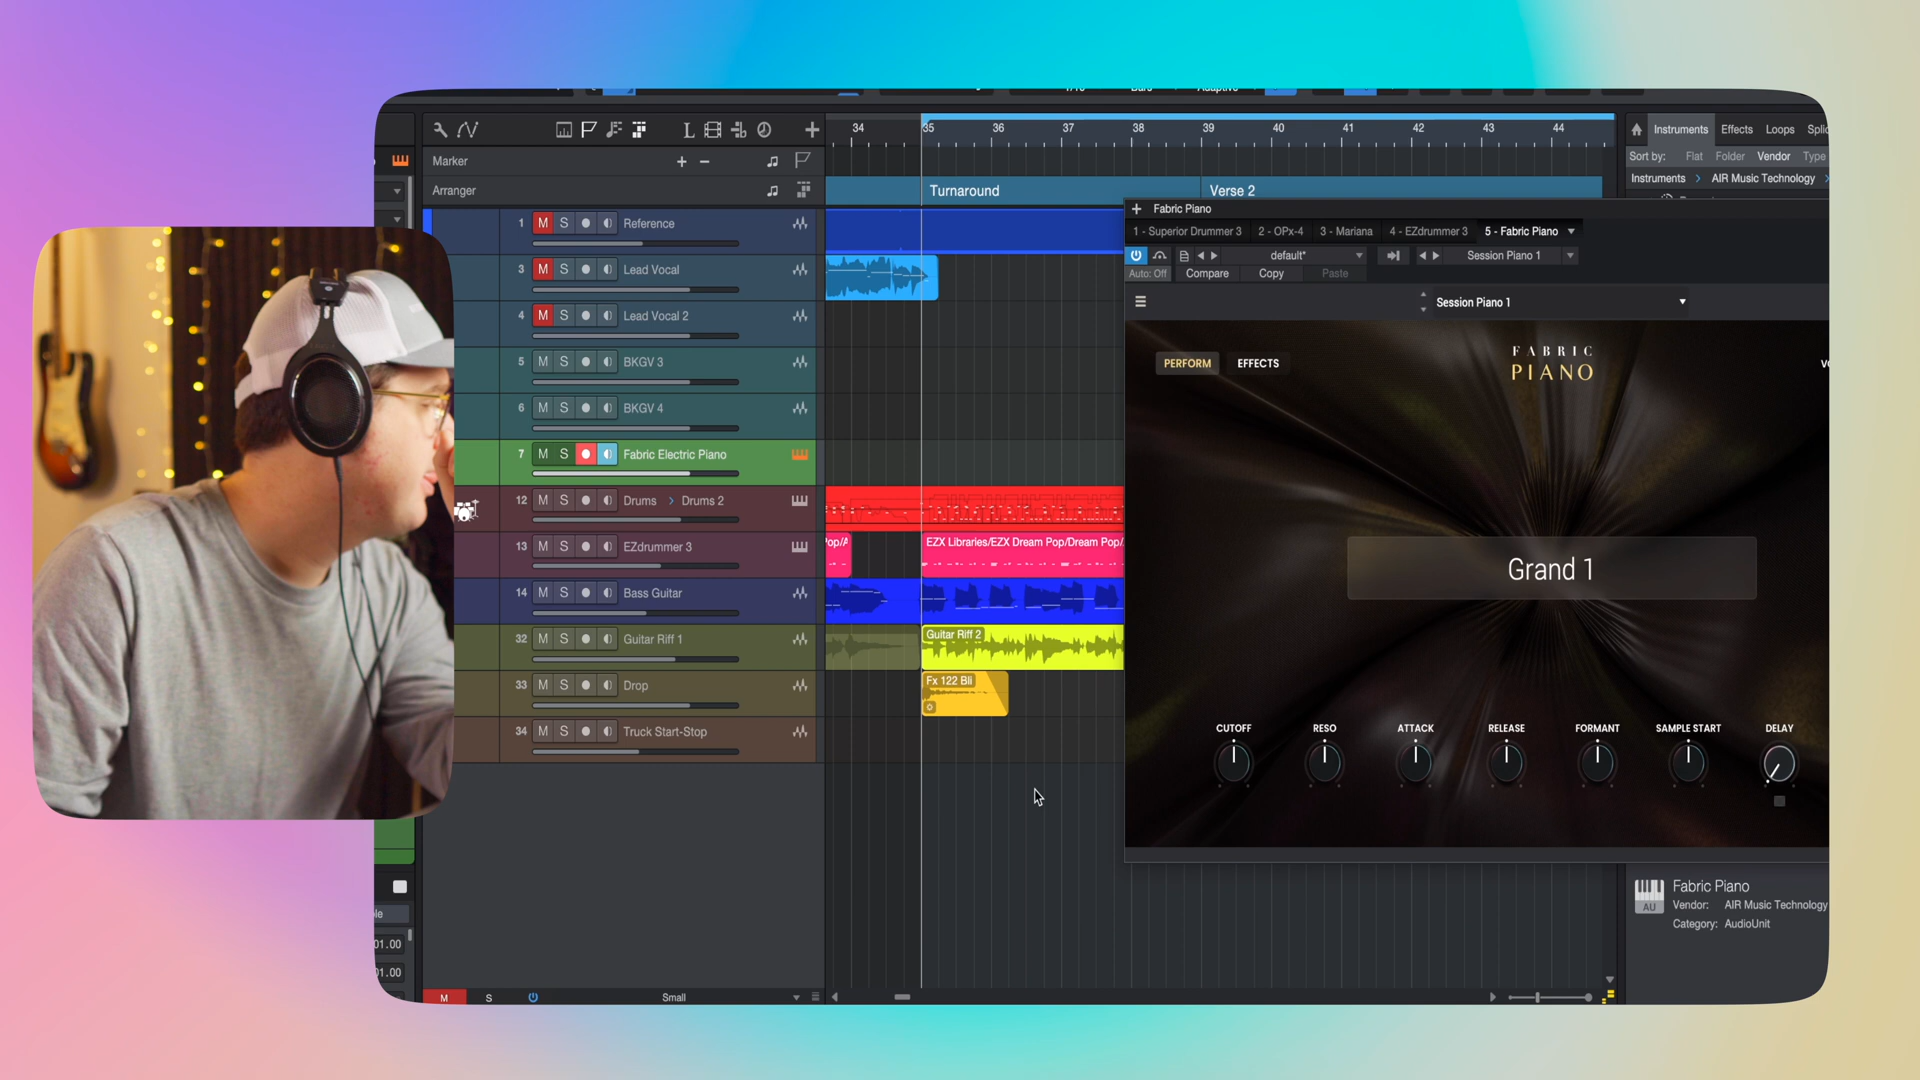 34 35 36 37 38 39 40 41 42 43 44
Instruments Effects Loops
Sort by: Flat Folder Vendor Type
Instruments > AIR Music Technology >
Marker
Arranger
Turnaround
Verse 2
1 M S Reference
3 M S Lead Vocal
4 M S Lead Vocal 2
5 M S BKGV 3
6 M S BKGV 4
7 M S Fabric Electric Piano
12 M S Drums > Drums 2
13 M S EZdrummer 3
EZX Libraries/EZX Dream Pop/Dream Pop/
14 M S Bass Guitar
32 M S Guitar Riff 1
Guitar Riff 2
33 M S Drop
Fx 122 Bli
34 M S Truck Start-Stop
M S Small
01.00
01.00
Fabric Piano
1 - Superior Drummer 3 2 - OPx-4 3 - Mariana 4 - EZdrummer 3 5 - Fabric Piano
default* Session Piano 1
Auto: Off Compare Copy Paste
Session Piano 1
PERFORM EFFECTS
FABRIC
PIANO
Grand 1
CUTOFF RESO ATTACK RELEASE FORMANT SAMPLE START DELAY
Fabric Piano
AU
Vendor: AIR Music Technology
Category: AudioUnit